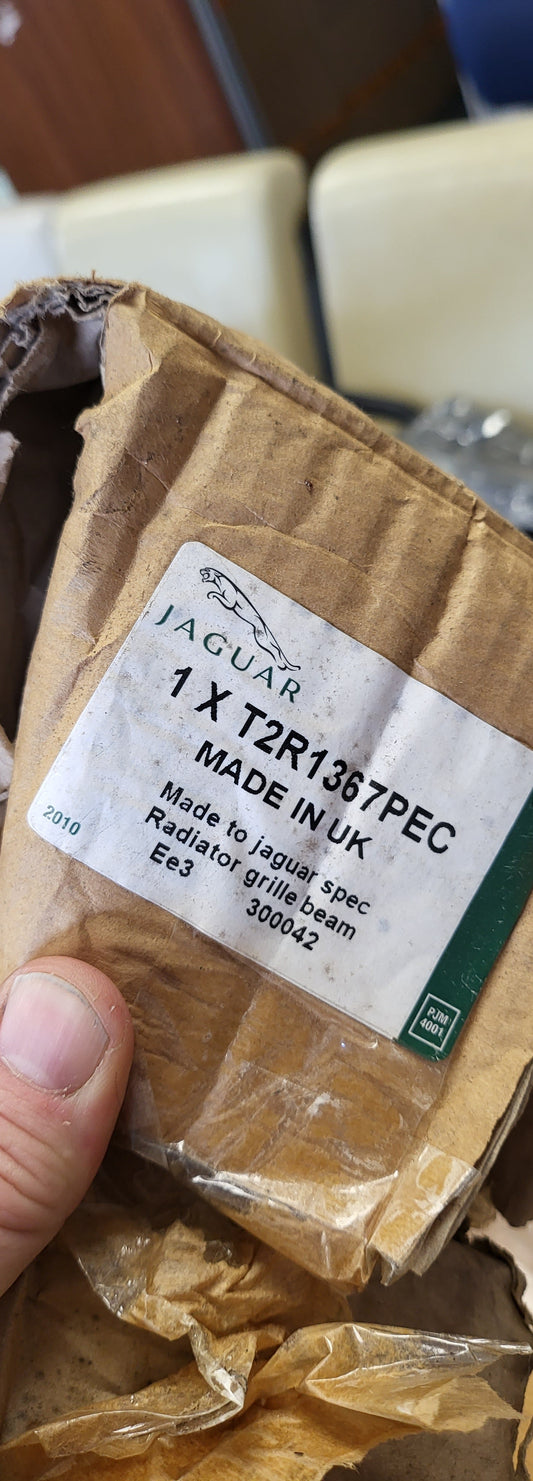 JAGUAR
1 X T2R1367PEC
MADE IN UK
Made to jaguar spec
Radiator grille beam
Ee3 300042
2010
PJM
4001